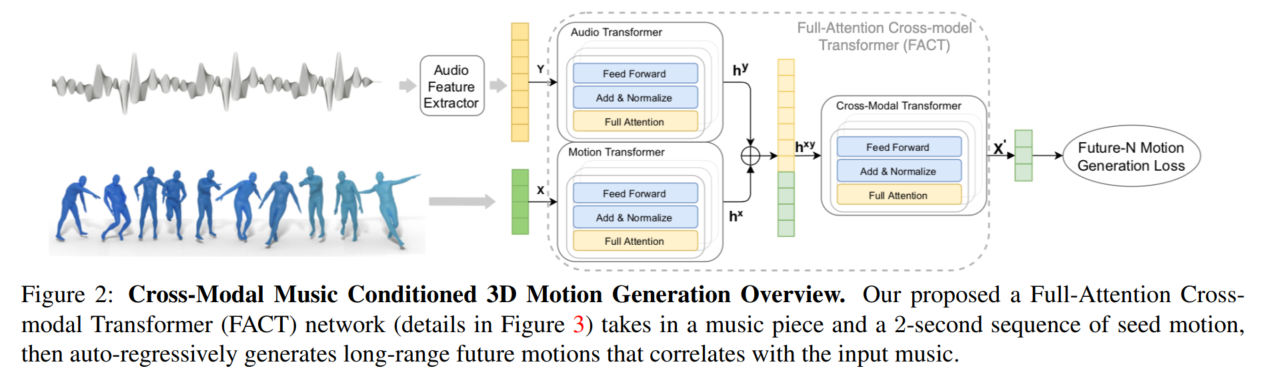 Full-Attention Cross-model
Transformer (FACT)
Audio
Feature
Extractor
Y
Audio Transformer
Feed Forward
Add & Normalize
Full Attention
hʸ
X
Motion Transformer
Feed Forward
Add & Normalize
Full Attention
hˣ
hˣʸ
Cross-Modal Transformer
Feed Forward
Add & Normalize
Full Attention
X'
Future-N Motion
Generation Loss
Figure 2: Cross-Modal Music Conditioned 3D Motion Generation Overview. Our proposed a Full-Attention Cross-
modal Transformer (FACT) network (details in Figure 3) takes in a music piece and a 2-second sequence of seed motion,
then auto-regressively generates long-range future motions that correlates with the input music.